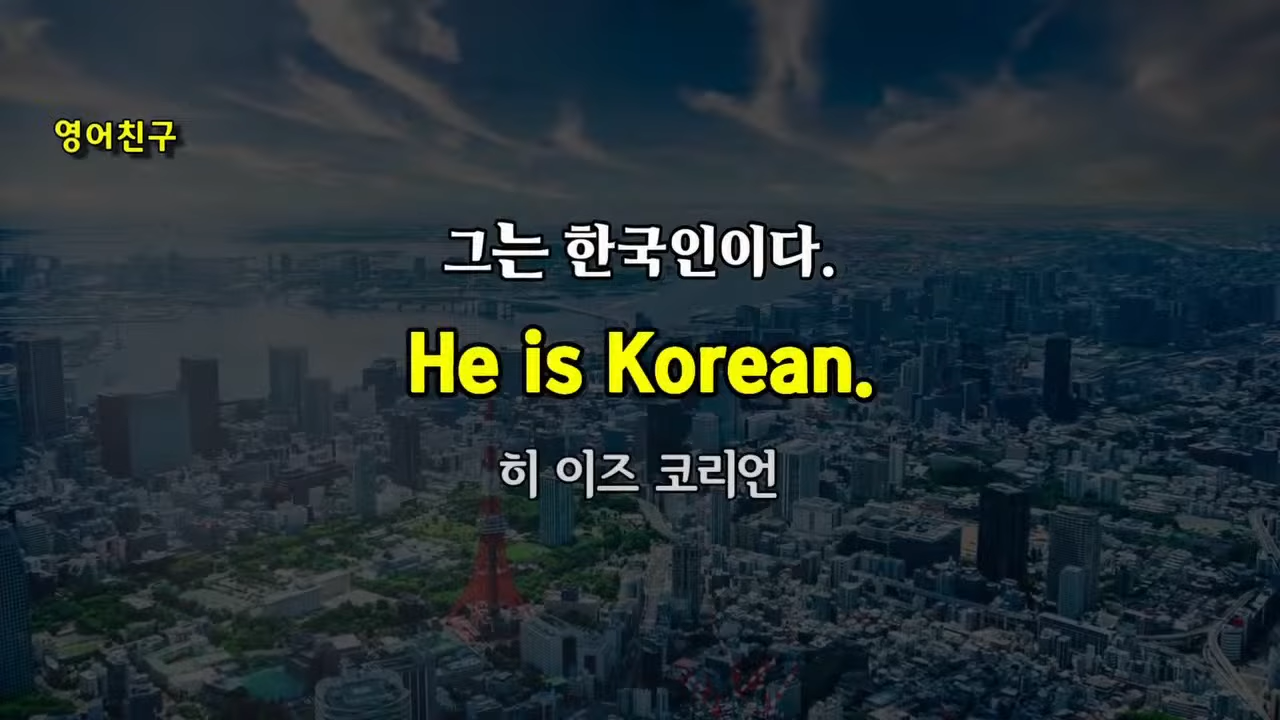 영어친구
그는 한국인이다.
He is Korean.
히 이즈 코리언